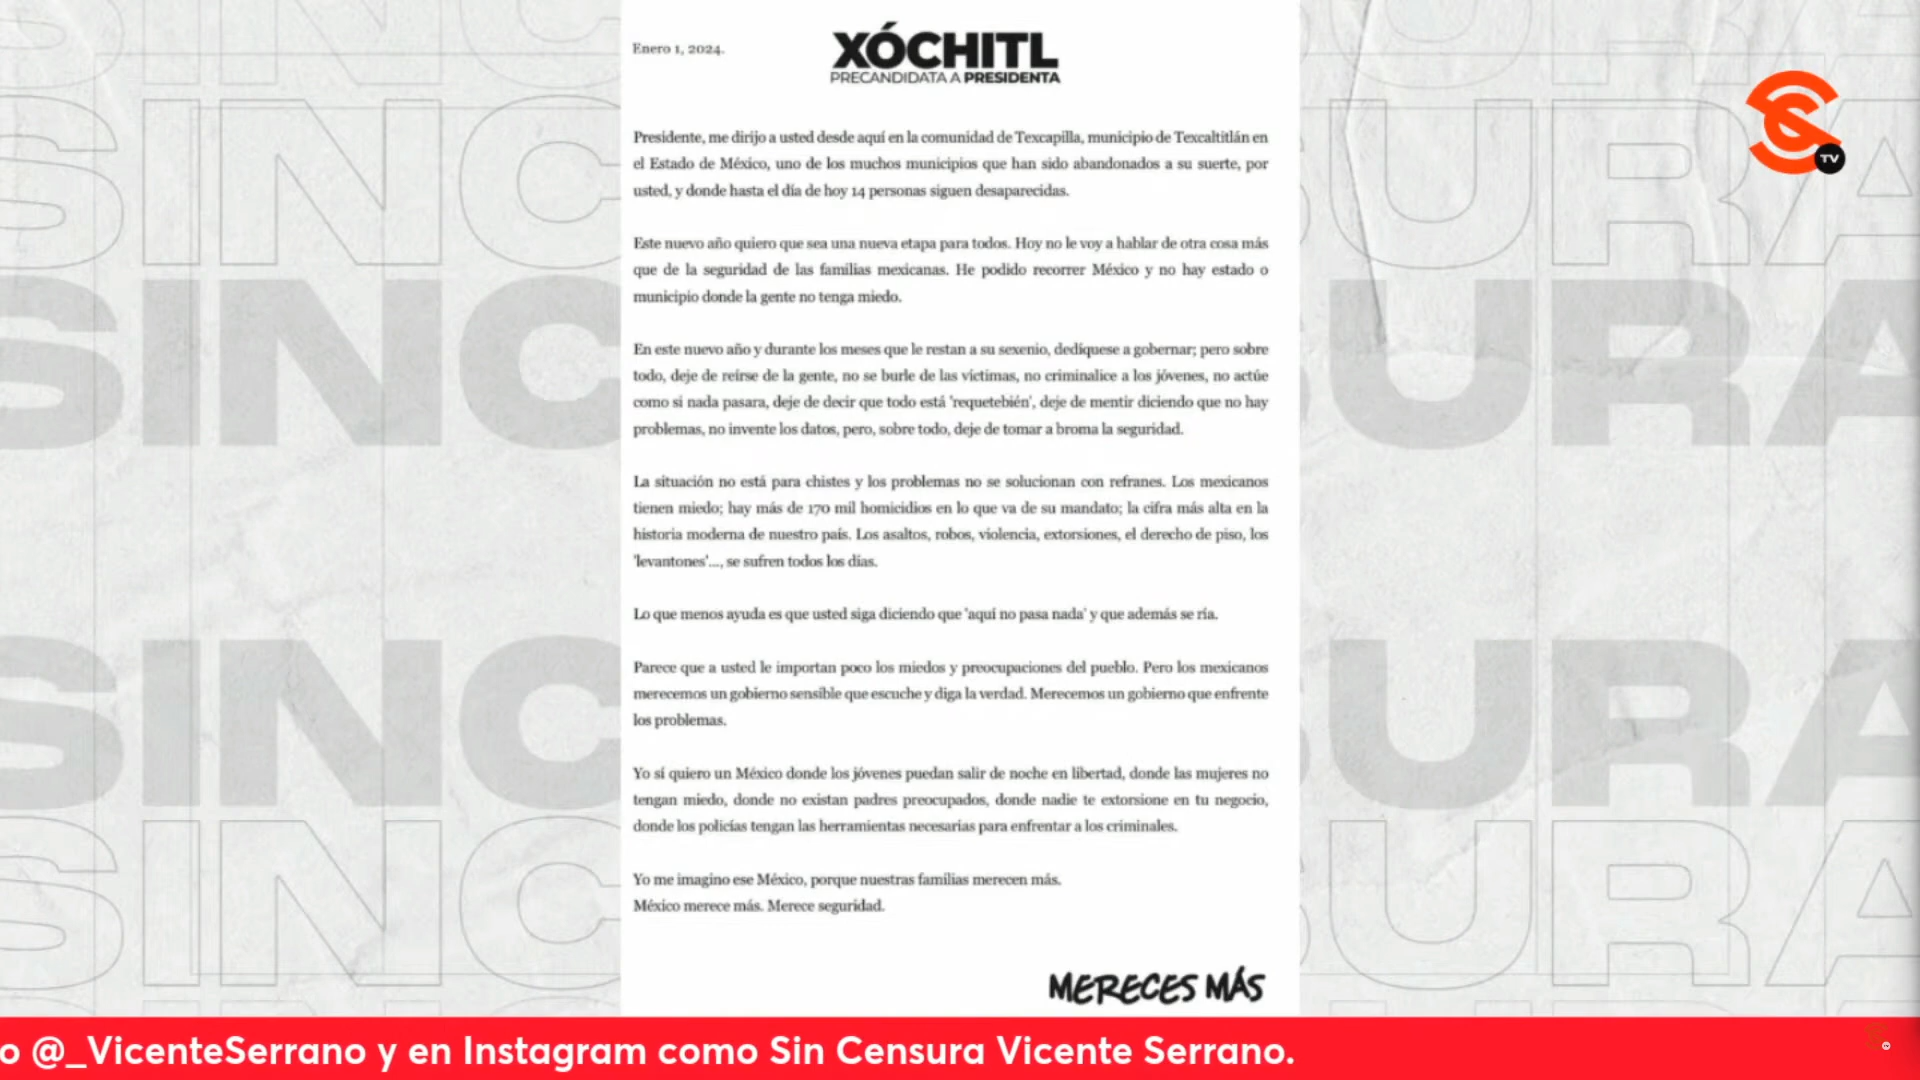 XÓCHITL
PRECANDIDATA A PRESIDENTA
Enero 1, 2024.
Presidente, me dirijo a usted desde aquí en la comunidad de Texcapilla, municipio de Texcaltitlán en
el Estado de México, uno de los muchos municipios que han sido abandonados a su suerte, por
usted, y donde hasta el día de hoy 14 personas siguen desaparecidas.
Este nuevo año quiero que sea una nueva etapa para todos. Hoy no le voy a hablar de otra cosa más
que de la seguridad de las familias mexicanas. He podido recorrer México y no hay estado o
municipio donde la gente no tenga miedo.
En este nuevo año y durante los meses que le restan a su sexenio, dedíquese a gobernar; pero sobre
todo, deje de reírse de la gente, no se burle de las víctimas, no criminalice a los jóvenes, no actúe
como si nada pasara, deje de decir que todo está 'requetebién', deje de mentir diciendo que no hay
problemas, no invente los datos, pero, sobre todo, deje de tomar a broma la seguridad.
La situación no está para chistes y los problemas no se solucionan con refranes. Los mexicanos
tienen miedo; hay más de 170 mil homicidios en lo que va de su mandato; la cifra más alta en la
historia moderna de nuestro país. Los asaltos, robos, violencia, extorsiones, el derecho de piso, los
'levantones'..., se sufren todos los días.
Lo que menos ayuda es que usted siga diciendo que 'aquí no pasa nada' y que además se ría.
Parece que a usted le importan poco los miedos y preocupaciones del pueblo. Pero los mexicanos
merecemos un gobierno sensible que escuche y diga la verdad. Merecemos un gobierno que enfrente
los problemas.
Yo sí quiero un México donde los jóvenes puedan salir de noche en libertad, donde las mujeres no
tengan miedo, donde no existan padres preocupados, donde nadie te extorsione en tu negocio,
donde los policías tengan las herramientas necesarias para enfrentar a los criminales.
Yo me imagino ese México, porque nuestras familias merecen más.
México merece más. Merece seguridad.
MERECES MÁS
SINC URA
SINC URA
SINC URA
SINC URA
TV
o @_VicenteSerrano y en Instagram como Sin Censura Vicente Serrano.